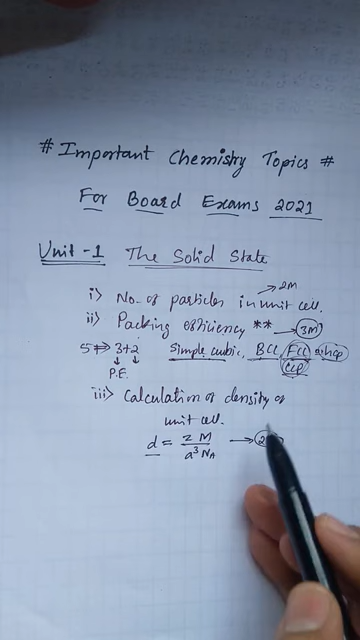 # Important Chemistry Topics #
For Board Exams 2021
Unit-1 The Solid State
i) No. of particles in unit cell. → 2M
ii) Packing efficiency ** → 3M
5 → 3+2 Simple cubic, BCC, FCC or hcp
↓ ↓
P.E. CCP
iii) Calculation of density of
unit cell.
d = z M / a³ NA → 2